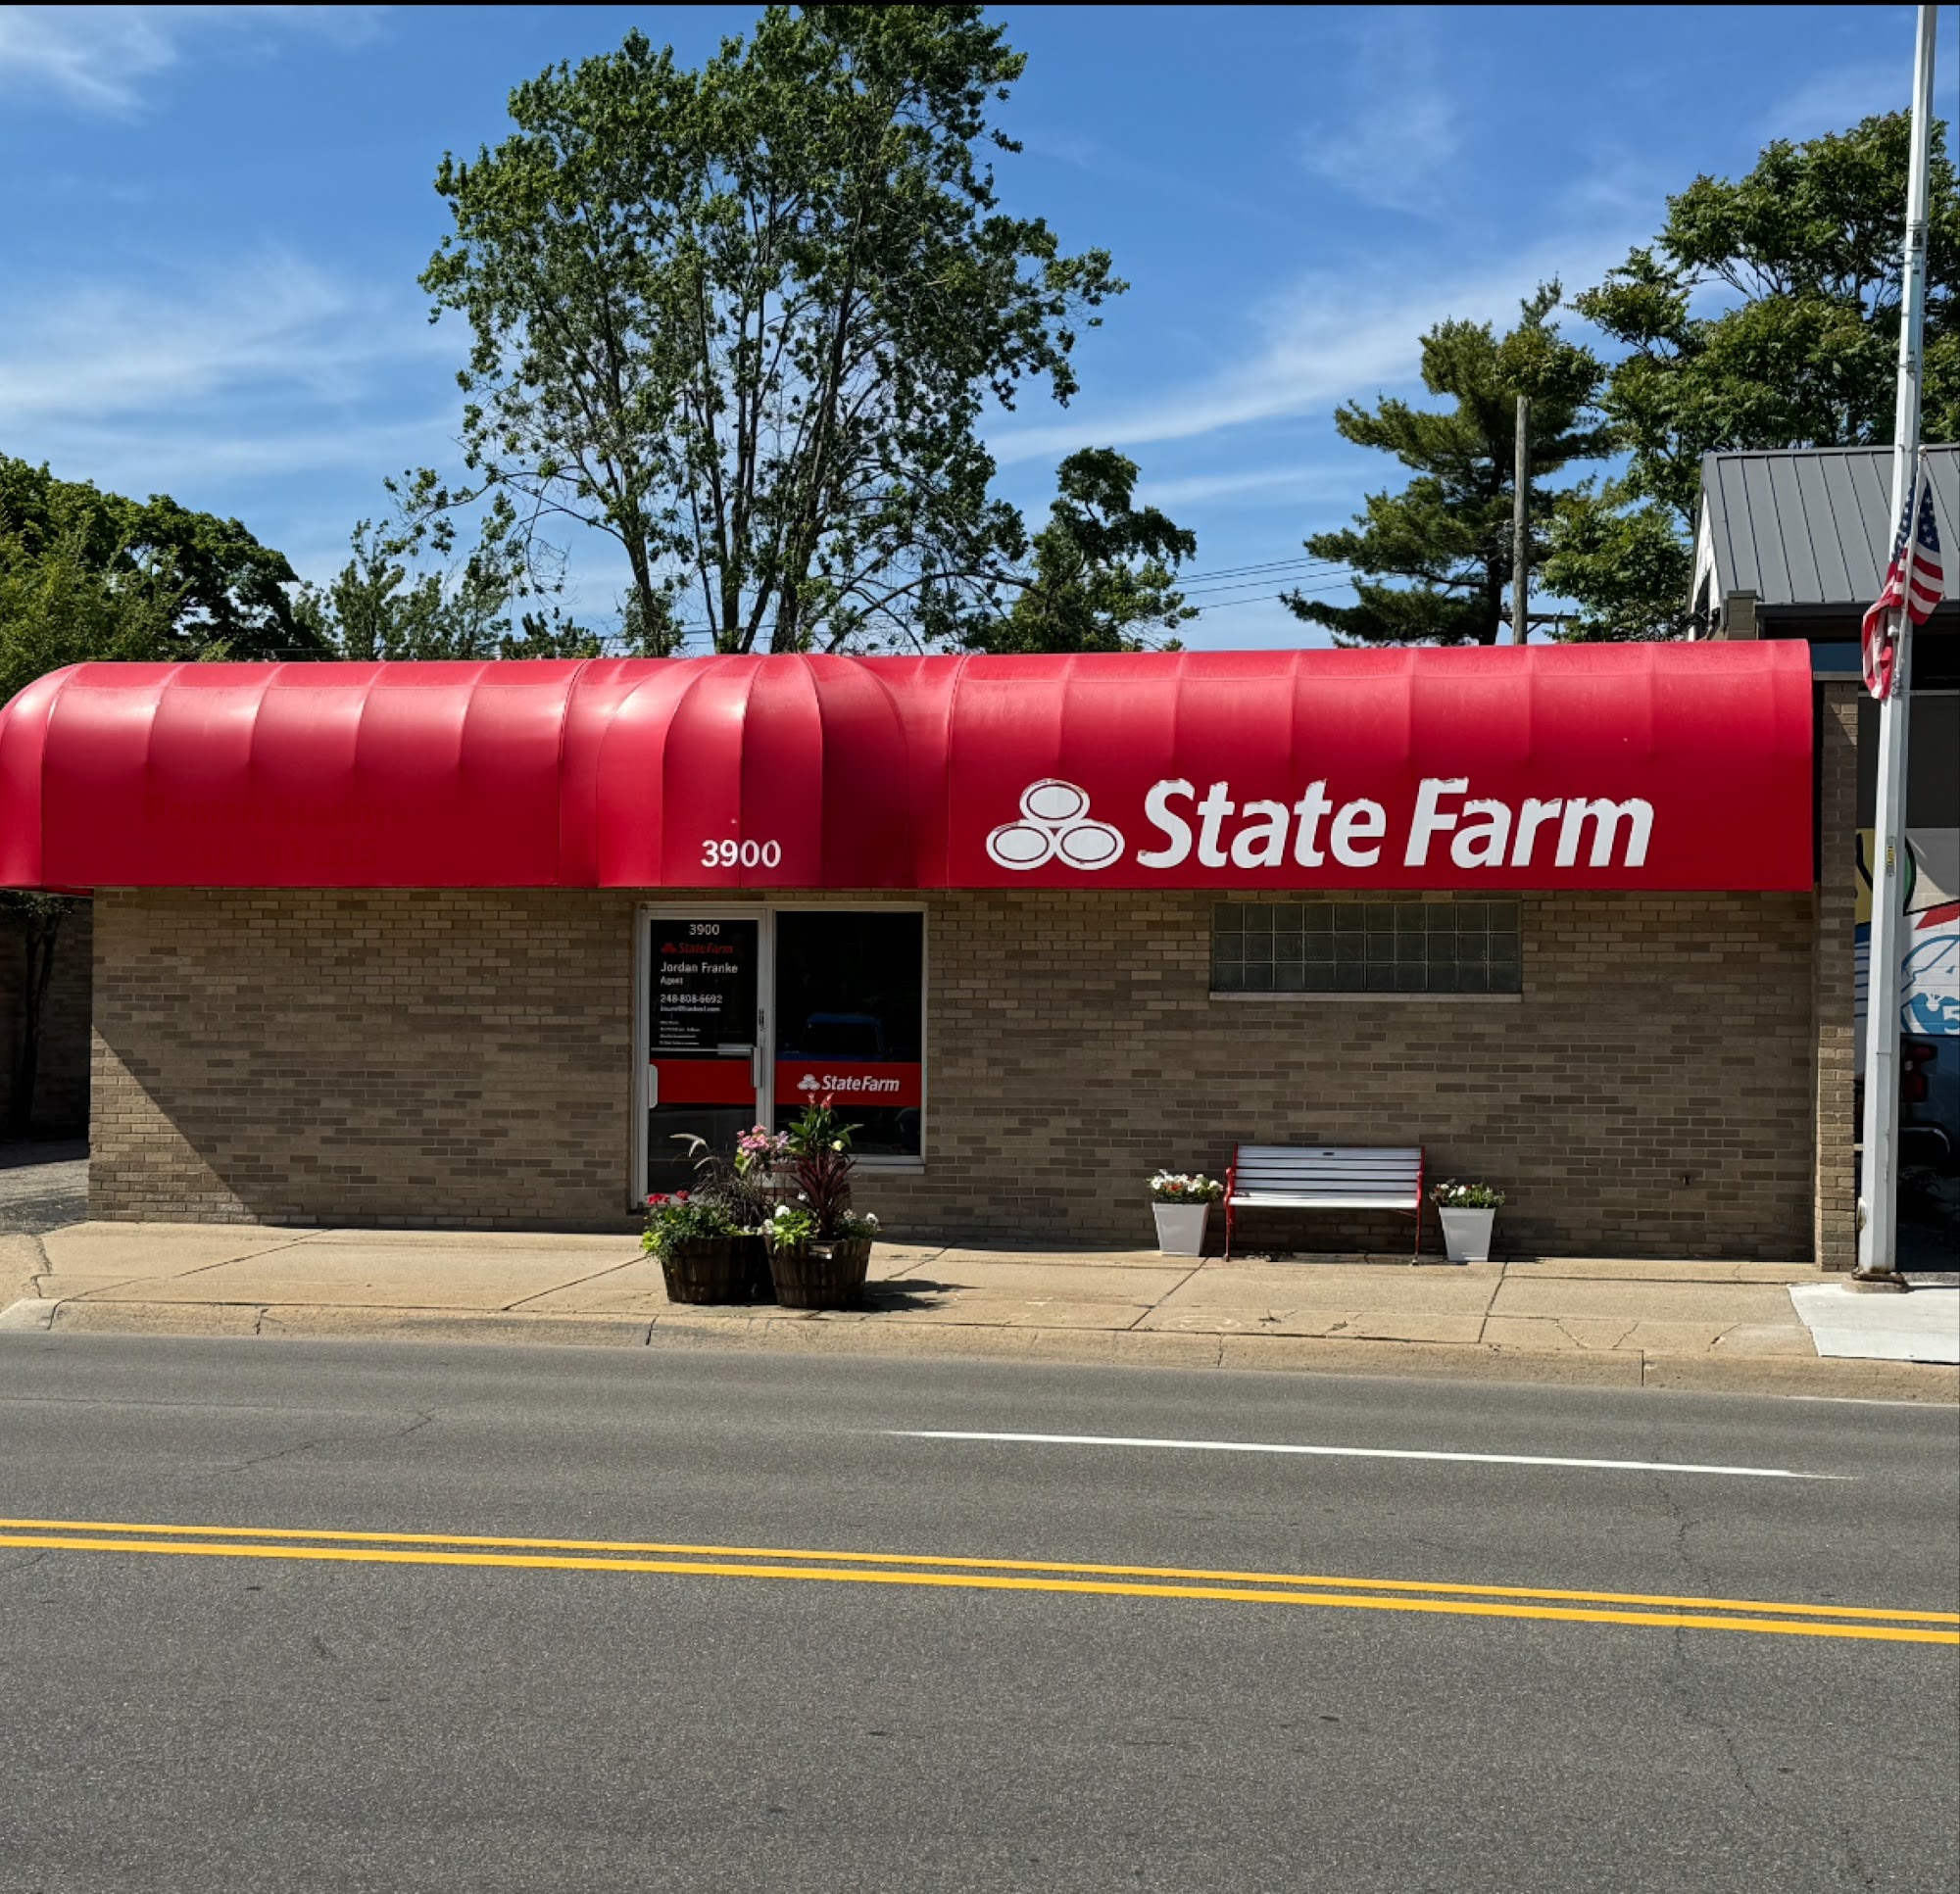 3900
State Farm
3900
State Farm
Jordan Franke
Agent
248-808-6692
State Farm